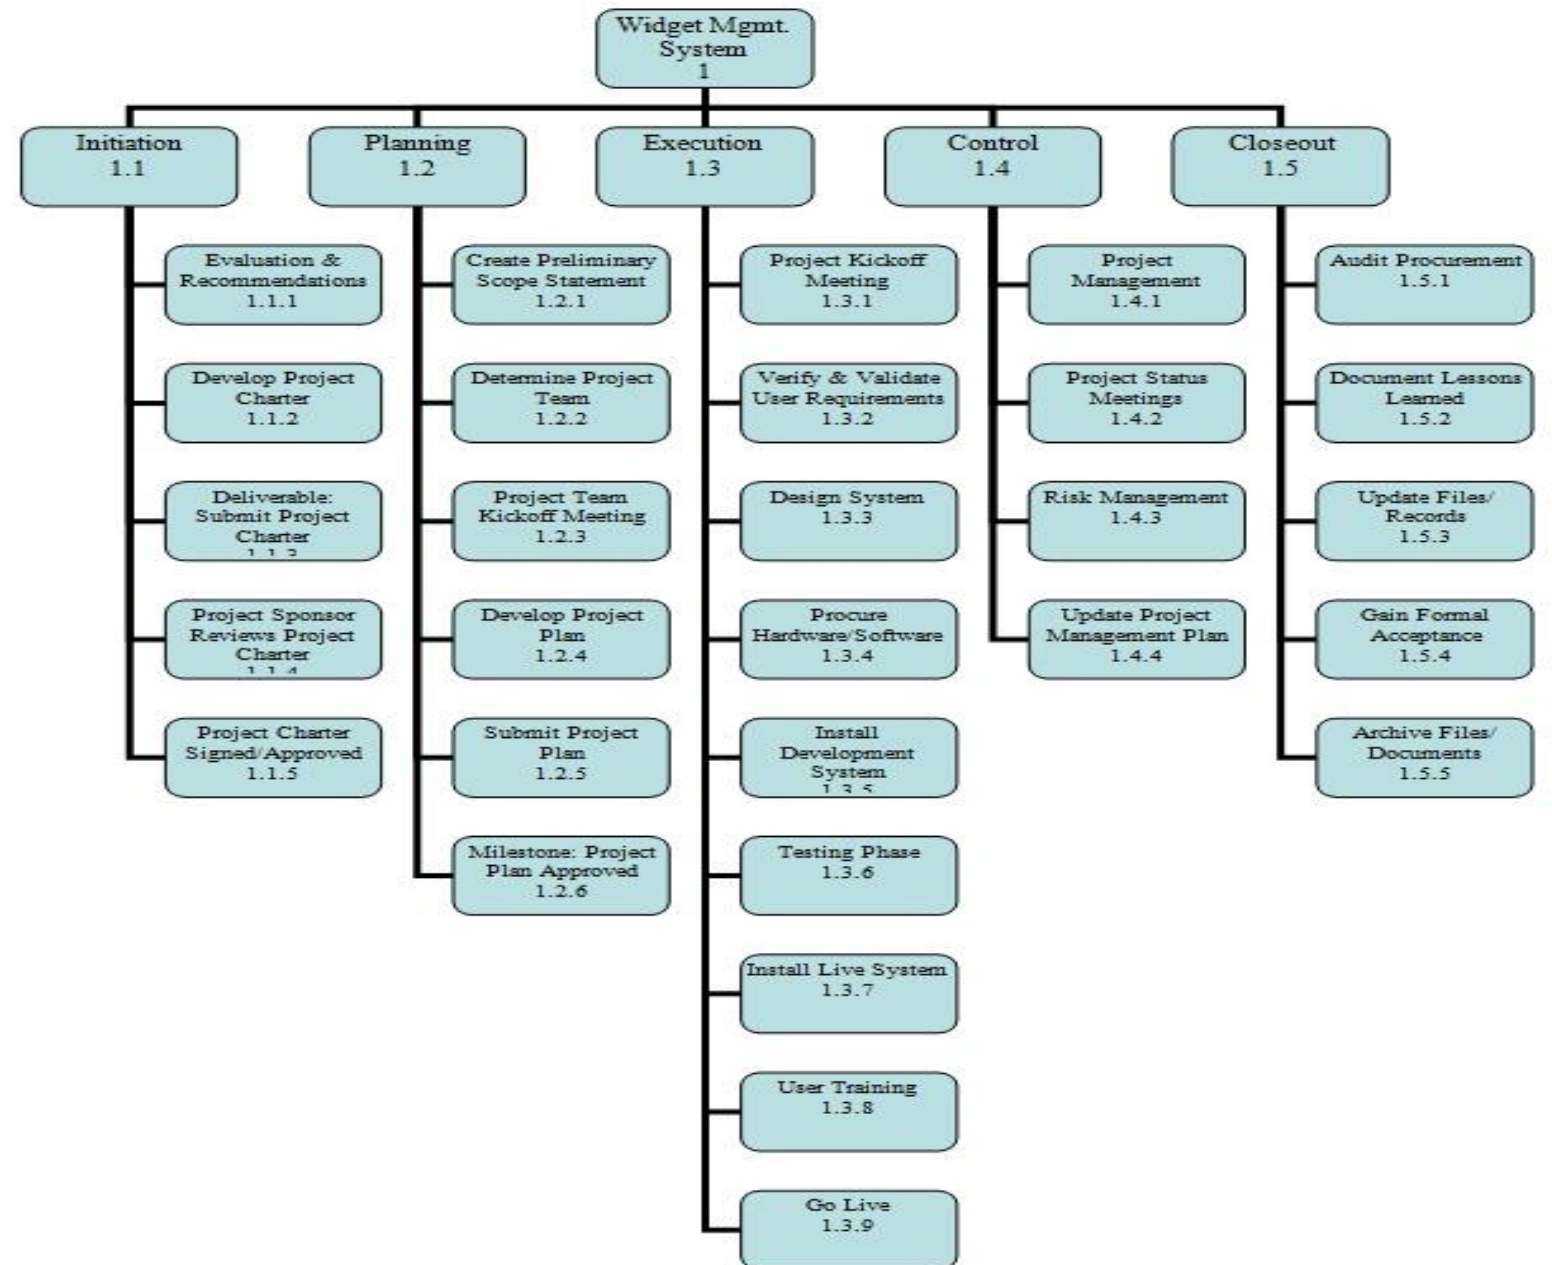 Widget Mgmt.
System
1
Initiation
1.1
Planning
1.2
Execution
1.3
Control
1.4
Closeout
1.5
Evaluation &
Recommendations
1.1.1
Develop Project
Charter
1.1.2
Deliverable:
Submit Project
Charter
1.1.3
Project Sponsor
Reviews Project
Charter
1.1.4
Project Charter
Signed/Approved
1.1.5
Create Preliminary
Scope Statement
1.2.1
Determine Project
Team
1.2.2
Project Team
Kickoff Meeting
1.2.3
Develop Project
Plan
1.2.4
Submit Project
Plan
1.2.5
Milestone: Project
Plan Approved
1.2.6
Project Kickoff
Meeting
1.3.1
Verify & Validate
User Requirements
1.3.2
Design System
1.3.3
Procure
Hardware/Software
1.3.4
Install
Development
System
1.3.5
Testing Phase
1.3.6
Install Live System
1.3.7
User Training
1.3.8
Go Live
1.3.9
Project
Management
1.4.1
Project Status
Meetings
1.4.2
Risk Management
1.4.3
Update Project
Management Plan
1.4.4
Audit Procurement
1.5.1
Document Lessons
Learned
1.5.2
Update Files/
Records
1.5.3
Gain Formal
Acceptance
1.5.4
Archive Files/
Documents
1.5.5